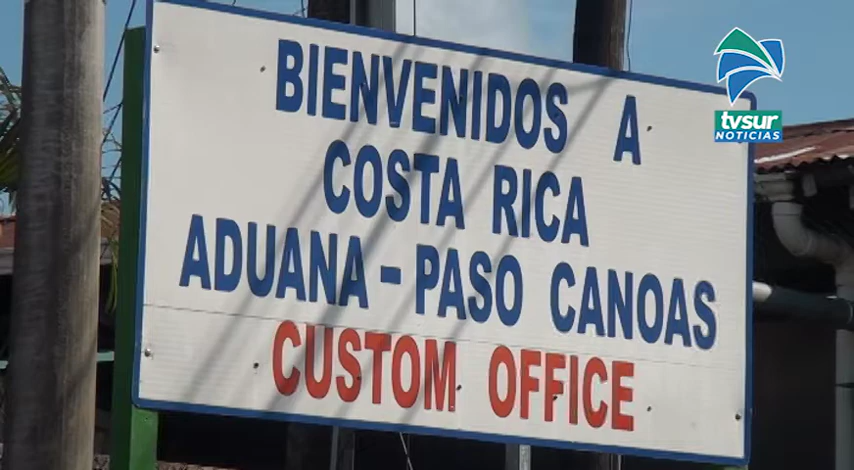 BIENVENIDOS A
COSTA RICA
ADUANA – PASO CANOAS
CUSTOM OFFICE
tvsur
NOTICIAS